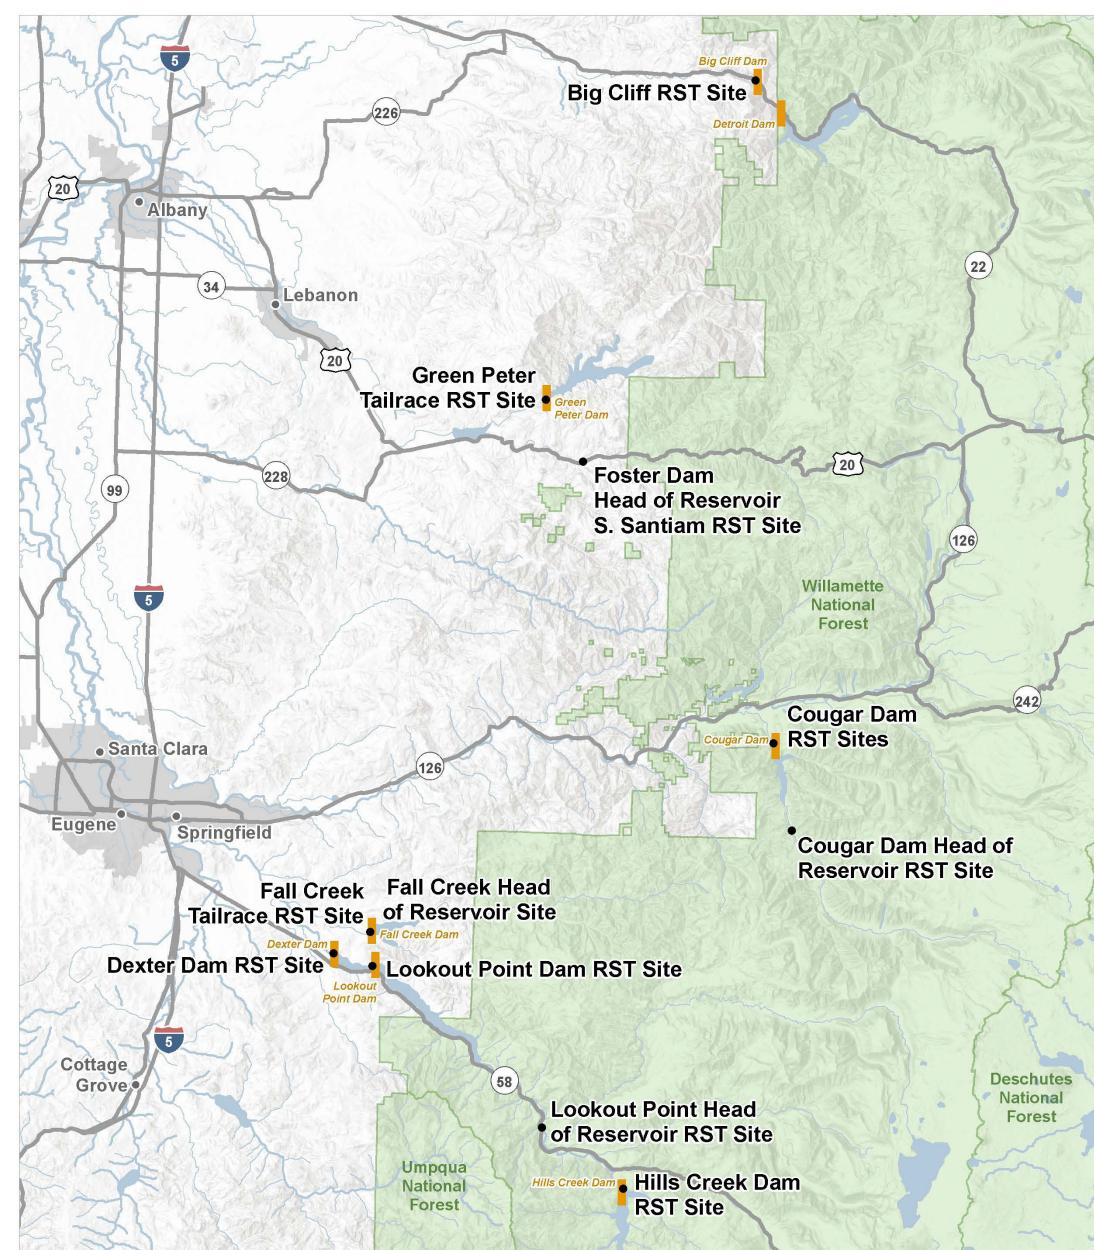 5
Big Cliff Dam
Big Cliff RST Site
226
Detroit Dam
20
Albany
22
34
Lebanon
20
Green Peter
Tailrace RST Site
Green
Peter Dam
20
228
Foster Dam
Head of Reservoir
S. Santiam RST Site
99
126
5
Willamette
National
Forest
242
Cougar Dam
RST Sites
Cougar Dam
Santa Clara
126
Eugene
Springfield
Cougar Dam Head of
Reservoir RST Site
Fall Creek
Tailrace RST Site
Fall Creek Head
of Reservoir Site
Fall Creek Dam
Dexter Dam
Dexter Dam RST Site
Lookout Point Dam RST Site
Lookout
Point Dam
5
Cottage
Grove
58
Deschutes
National
Forest
Lookout Point Head
of Reservoir RST Site
Umpqua
National
Forest
Hills Creek Dam
Hills Creek Dam
RST Site